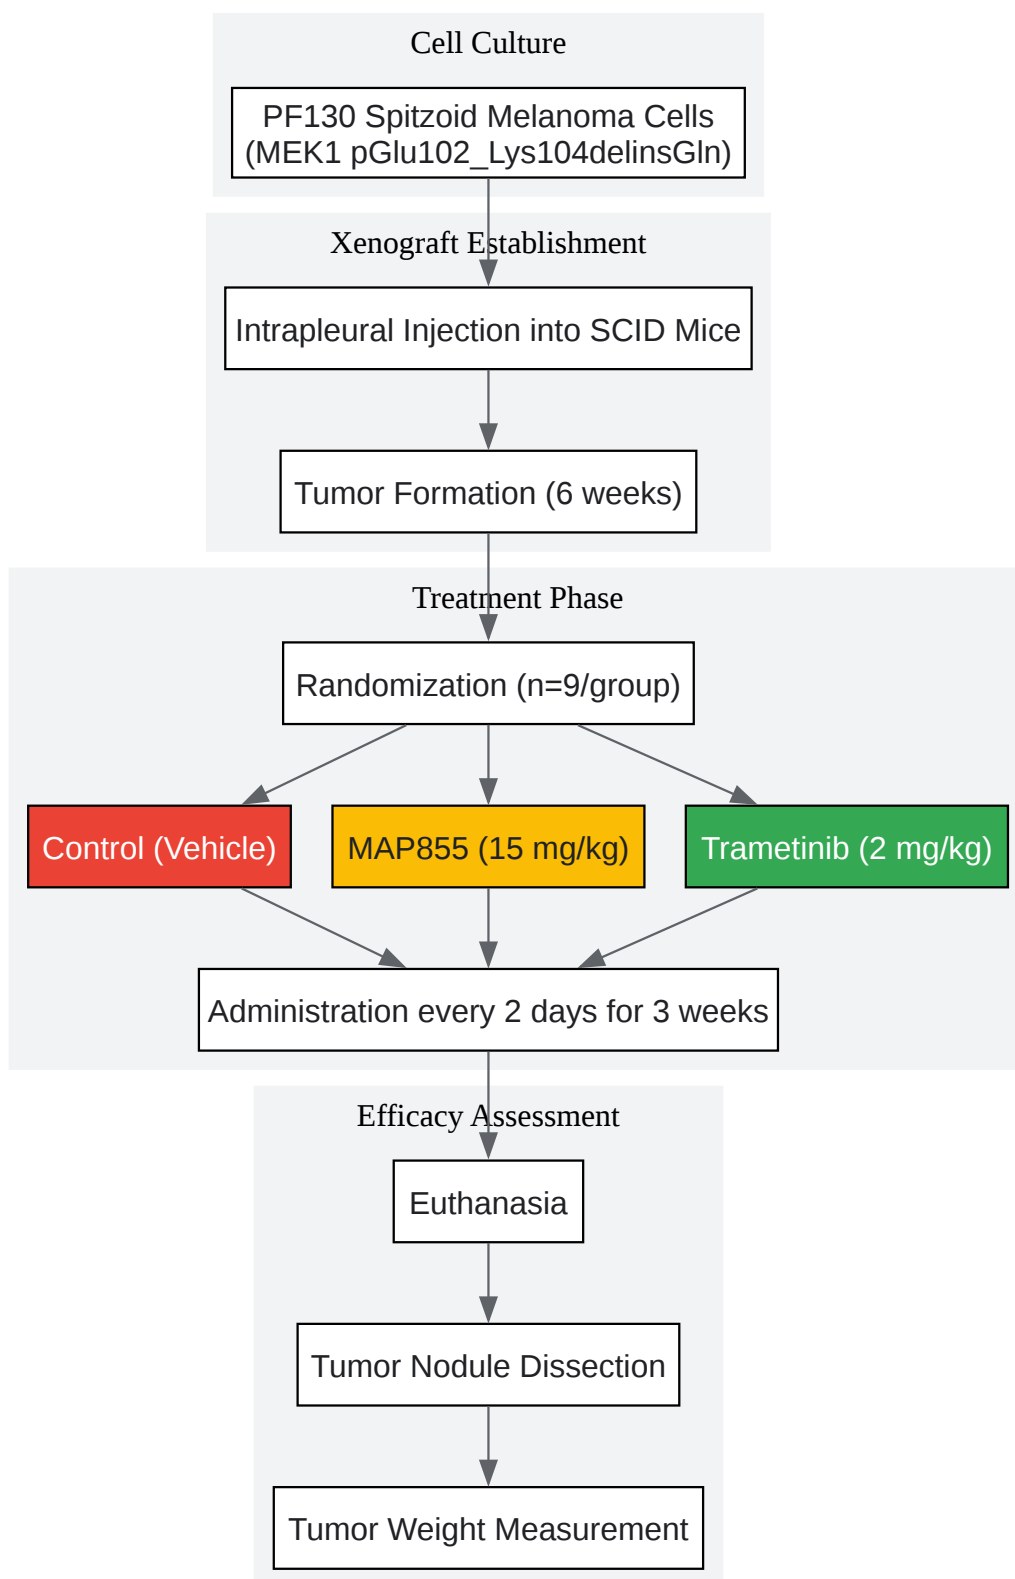 Cell Culture
PF130 Spitzoid Melanoma Cells
(MEK1 pGlu102_Lys104delinsGln)
Xenograft Establishment
Intrapleural Injection into SCID Mice
Tumor Formation (6 weeks)
Treatment Phase
Randomization (n=9/group)
Control (Vehicle)
MAP855 (15 mg/kg)
Trametinib (2 mg/kg)
Administration every 2 days for 3 weeks
Efficacy Assessment
Euthanasia
Tumor Nodule Dissection
Tumor Weight Measurement